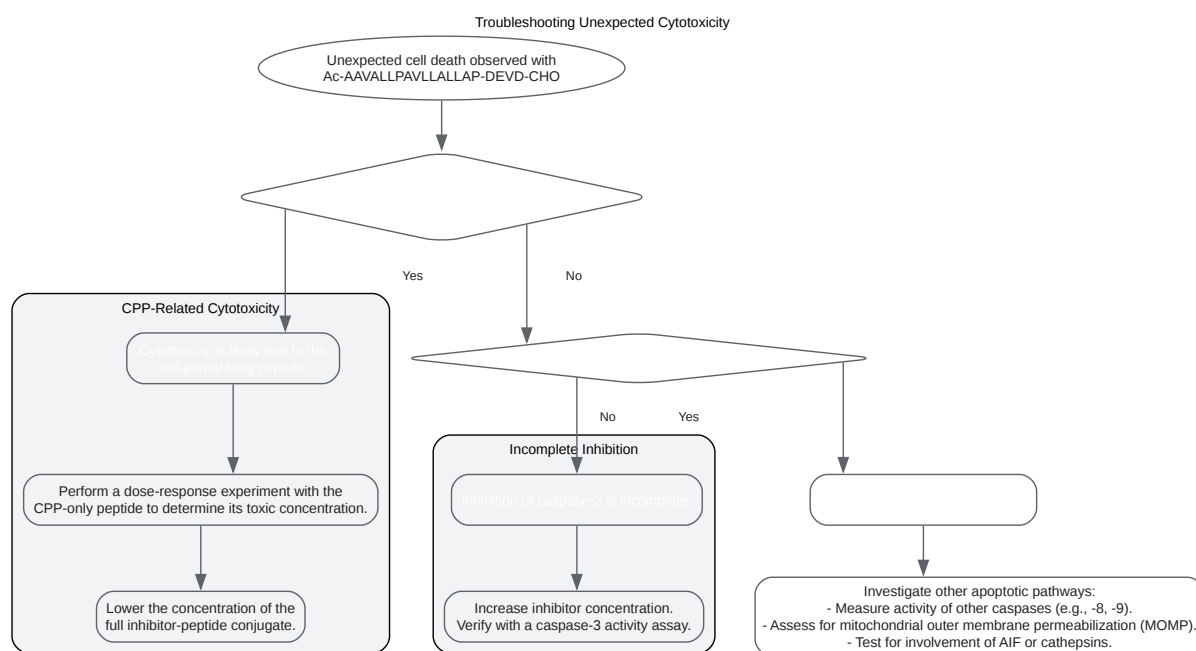 Troubleshooting Unexpected Cytotoxicity
Unexpected cell death observed with
Ac-AAVALLPAVLLALLAP-DEVD-CHO
Yes
No
CPP-Related Cytotoxicity
Cytotoxicity is likely due to the
cell-penetrating peptide
No
Yes
Incomplete Inhibition
Perform a dose-response experiment with the
CPP-only peptide to determine its toxic concentration.
Inhibition of caspase-3 is incomplete
Lower the concentration of the
full inhibitor-peptide conjugate.
Increase inhibitor concentration.
Verify with a caspase-3 activity assay.
Investigate other apoptotic pathways:
- Measure activity of other caspases (e.g., -8, -9).
- Assess for mitochondrial outer membrane permeabilization (MOMP).
- Test for involvement of AIF or cathepsins.